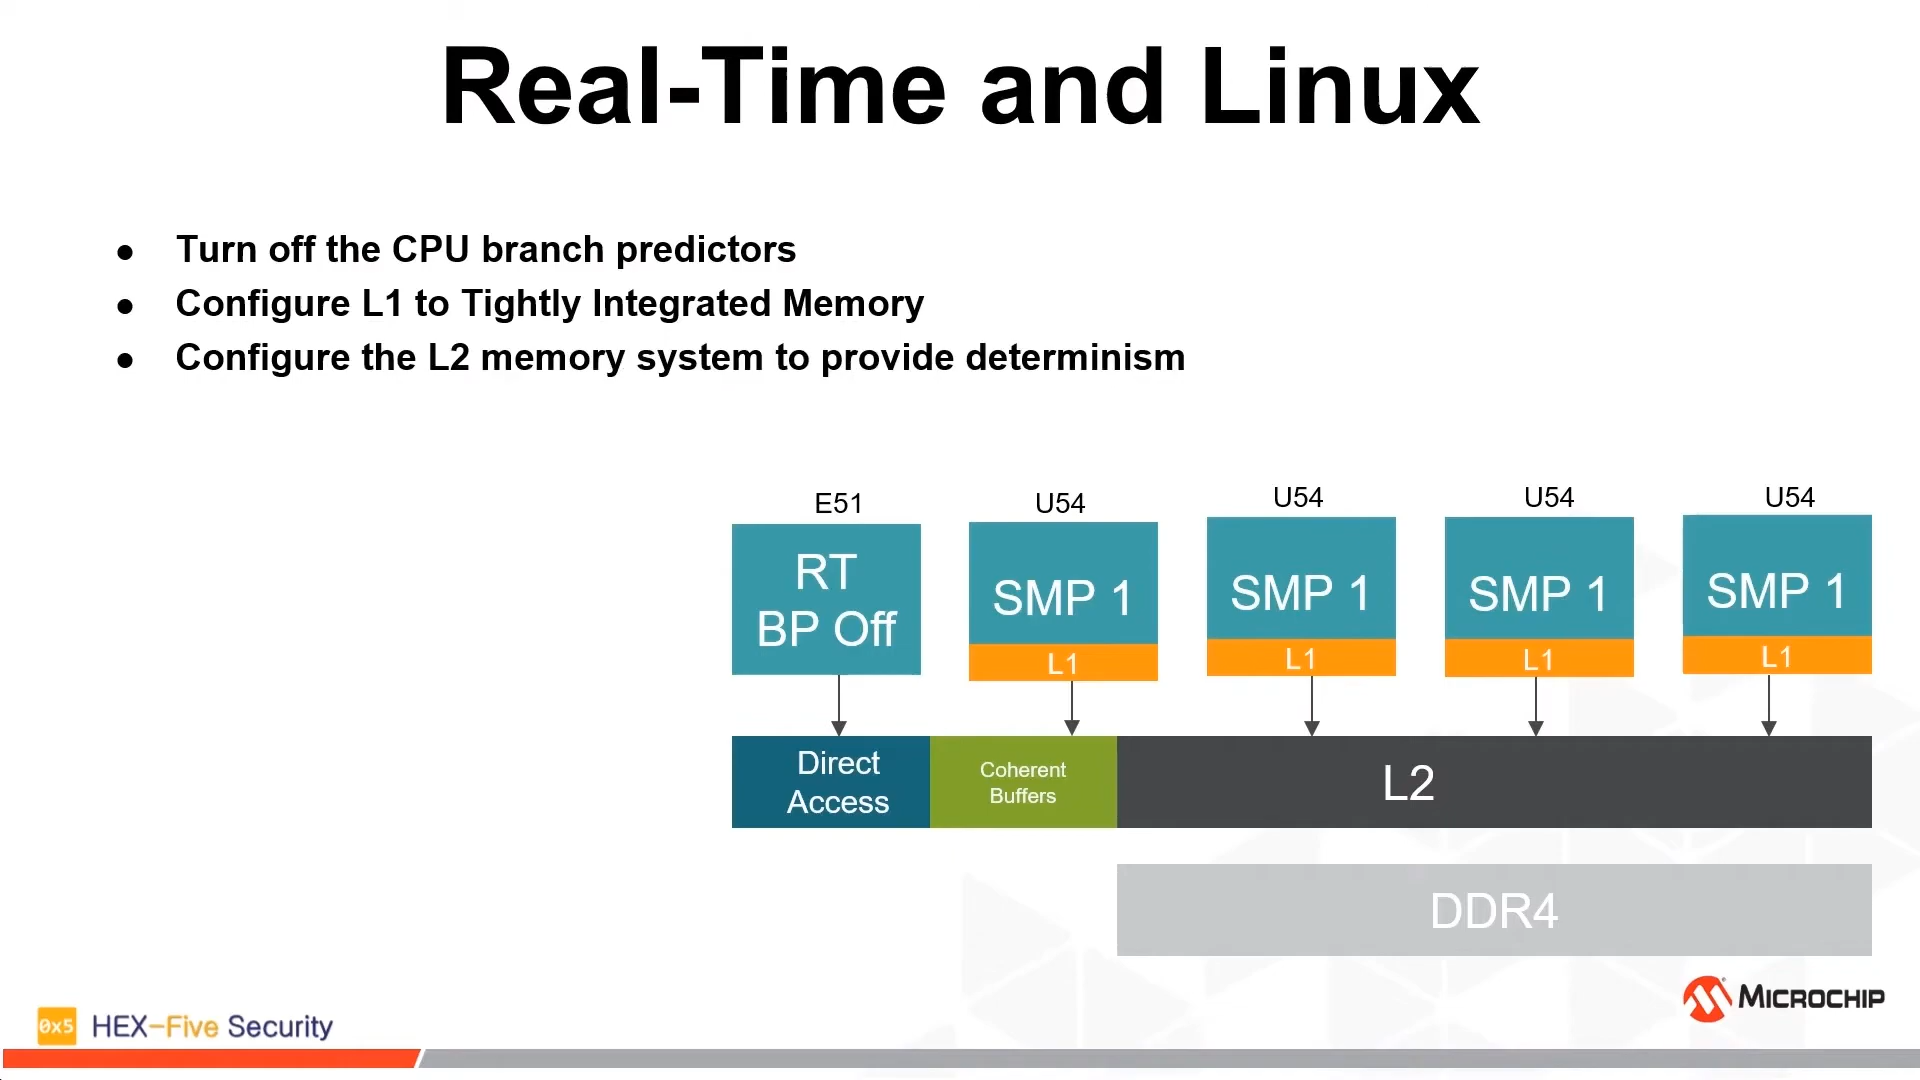 Real-Time and Linux
● Turn off the CPU branch predictors
● Configure L1 to Tightly Integrated Memory
● Configure the L2 memory system to provide determinism
E51
U54
U54
U54
U54
RT
BP Off
SMP 1
SMP 1
SMP 1
SMP 1
L1
L1
L1
L1
Direct
Access
Coherent
Buffers
L2
DDR4
0x5 HEX-Five Security
MICROCHIP